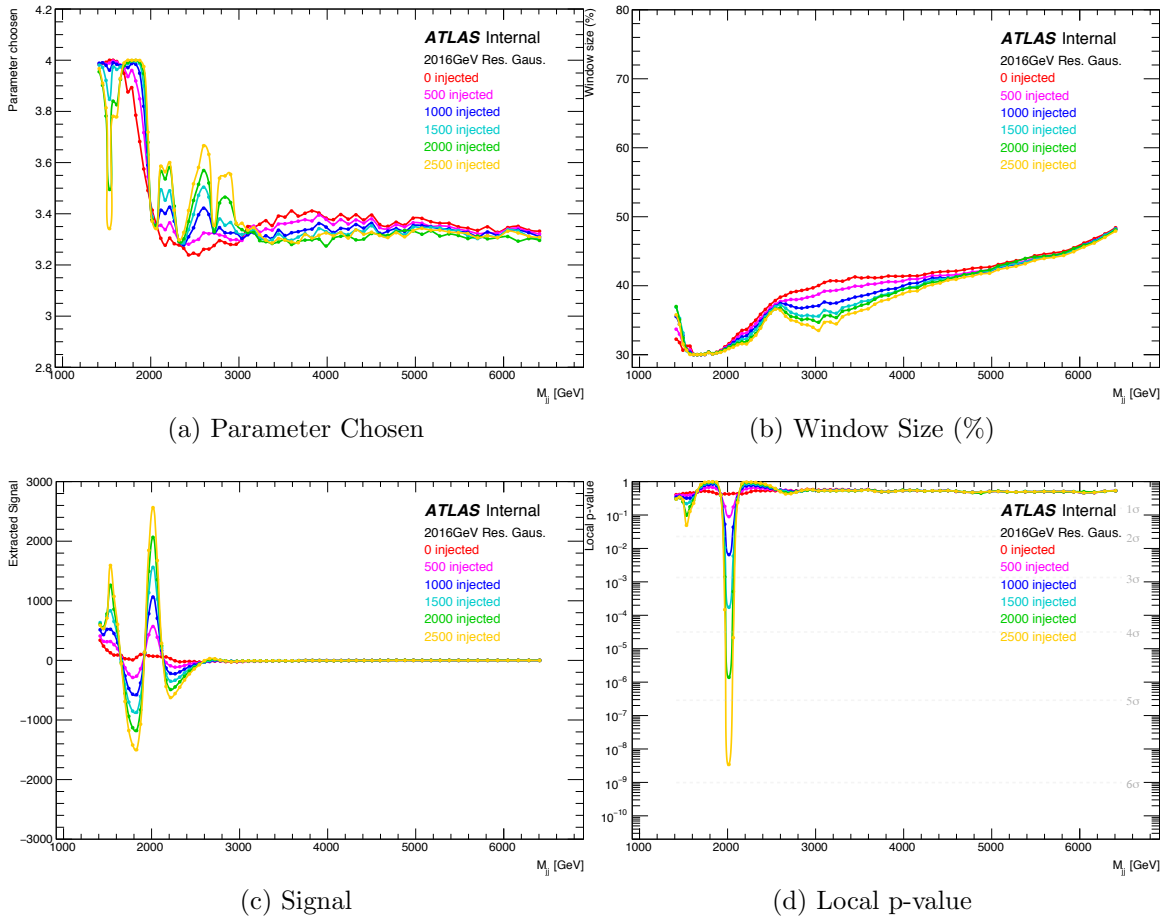 Parameter choosen
4.2
4
3.8
3.6
3.4
3.2
3
2.8
1000 2000 3000 4000 5000 6000
M_jj [GeV]
ATLAS Internal
2016GeV Res. Gaus.
0 injected
500 injected
1000 injected
1500 injected
2000 injected
2500 injected
(a) Parameter Chosen
Window size (%)
80
70
60
50
40
30
1000 2000 3000 4000 5000 6000
M_jj [GeV]
ATLAS Internal
2016GeV Res. Gaus.
0 injected
500 injected
1000 injected
1500 injected
2000 injected
2500 injected
(b) Window Size (%)
Extracted Signal
3000
2000
1000
0
−1000
−2000
−3000
1000 2000 3000 4000 5000 6000
M_jj [GeV]
ATLAS Internal
2016GeV Res. Gaus.
0 injected
500 injected
1000 injected
1500 injected
2000 injected
2500 injected
(c) Signal
Local p-value
1
10⁻¹
10⁻²
10⁻³
10⁻⁴
10⁻⁵
10⁻⁶
10⁻⁷
10⁻⁸
10⁻⁹
10⁻¹⁰
1000 2000 3000 4000 5000 6000
M_jj [GeV]
ATLAS Internal
2016GeV Res. Gaus.
0 injected
500 injected
1000 injected
1500 injected
2000 injected
2500 injected
1σ
2σ
3σ
4σ
5σ
6σ
(d) Local p-value